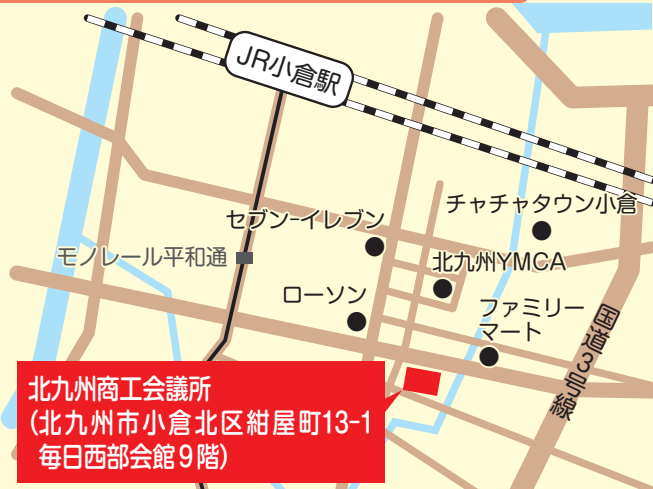 JR小倉駅
チャチャタウン小倉
セブン-イレブン
モノレール平和通
北九州YMCA
ローソン
ファミリー
マート
国道3号線
北九州商工会議所
(北九州市小倉北区紺屋町13-1
毎日西部会館9階)